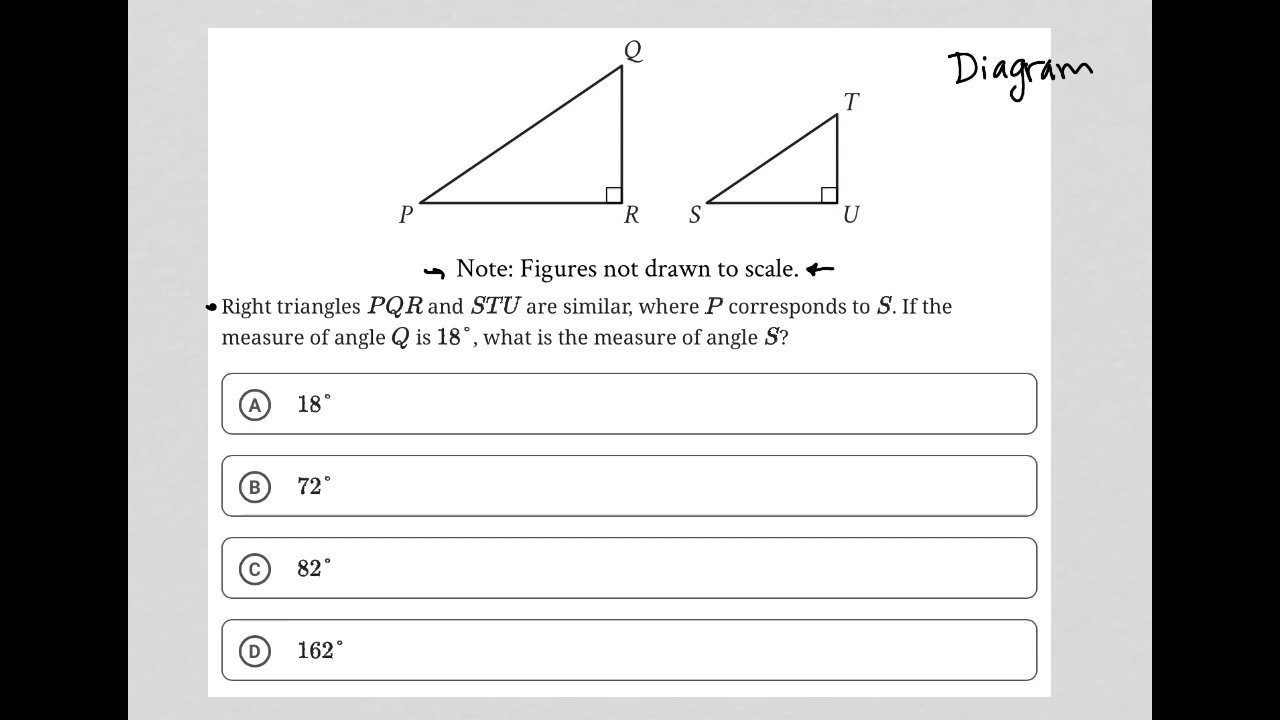 Q
Diagram
T
P
R
S
U
Note: Figures not drawn to scale.
Right triangles PQR and STU are similar, where P corresponds to S. If the
measure of angle Q is 18°, what is the measure of angle S?
A 18°
B 72°
C 82°
D 162°